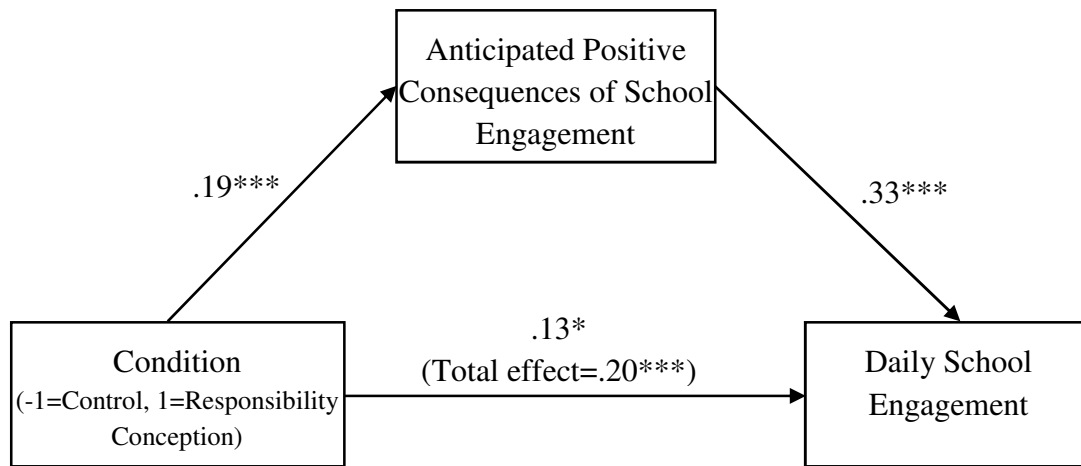 Anticipated Positive
Consequences of School
Engagement
.19***
.33***
.13*
(Total effect=.20***)
Condition
(-1=Control, 1=Responsibility
Conception)
Daily School
Engagement